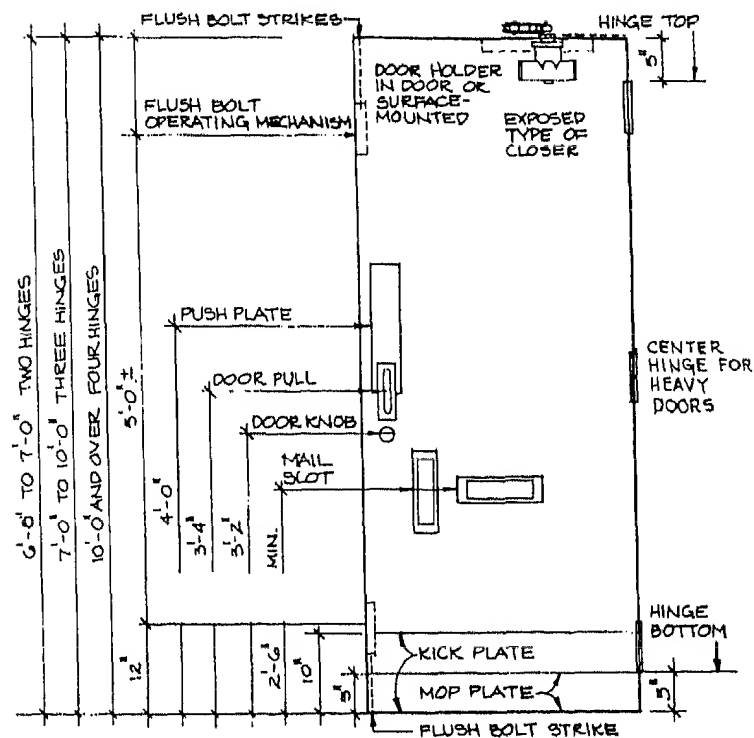 FLUSH BOLT STRIKES
HINGE TOP
5"
DOOR HOLDER
IN DOOR OR
SURFACE-
MOUNTED
EXPOSED
TYPE OF
CLOSER
FLUSH BOLT
OPERATING MECHANISM
6'-8" TO 7'-0" TWO HINGES
7'-0" TO 10'-0" THREE HINGES
10'-0" AND OVER FOUR HINGES
5'-0" ±
PUSH PLATE
4'-0"
DOOR PULL
3'-4"
DOOR KNOB
3'-2"
MAIL
SLOT
MIN.
CENTER
HINGE FOR
HEAVY
DOORS
HINGE
BOTTOM
12"
2'-6"
10"
5"
KICK PLATE
MOP PLATE
5"
FLUSH BOLT STRIKE